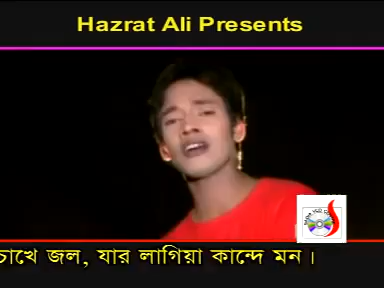 Hazrat Ali Presents
চোখে জল, যার লাগিয়া কান্দে মন।